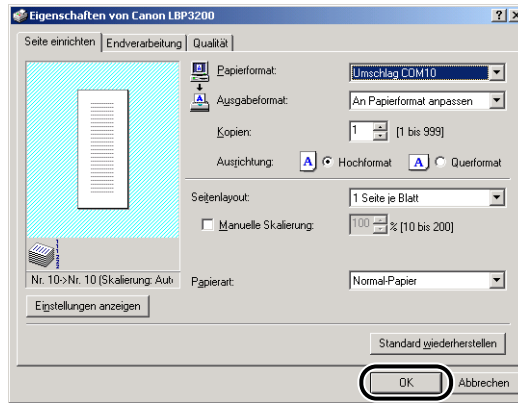 Eigenschaften von Canon LBP3200
Seite einrichten Endverarbeitung Qualität
Papierformat: Umschlag COM10
Ausgabeformat: An Papierformat anpassen
Kopien: 1 [1 bis 999]
Ausrichtung: A Hochformat A Querformat
Seitenlayout: 1 Seite je Blatt
Manuelle Skalierung: 100 % [10 bis 200]
Nr. 10->Nr. 10 (Skalierung: Auto
Papierart: Normal-Papier
Einstellungen anzeigen
Standard wiederherstellen
OK Abbrechen